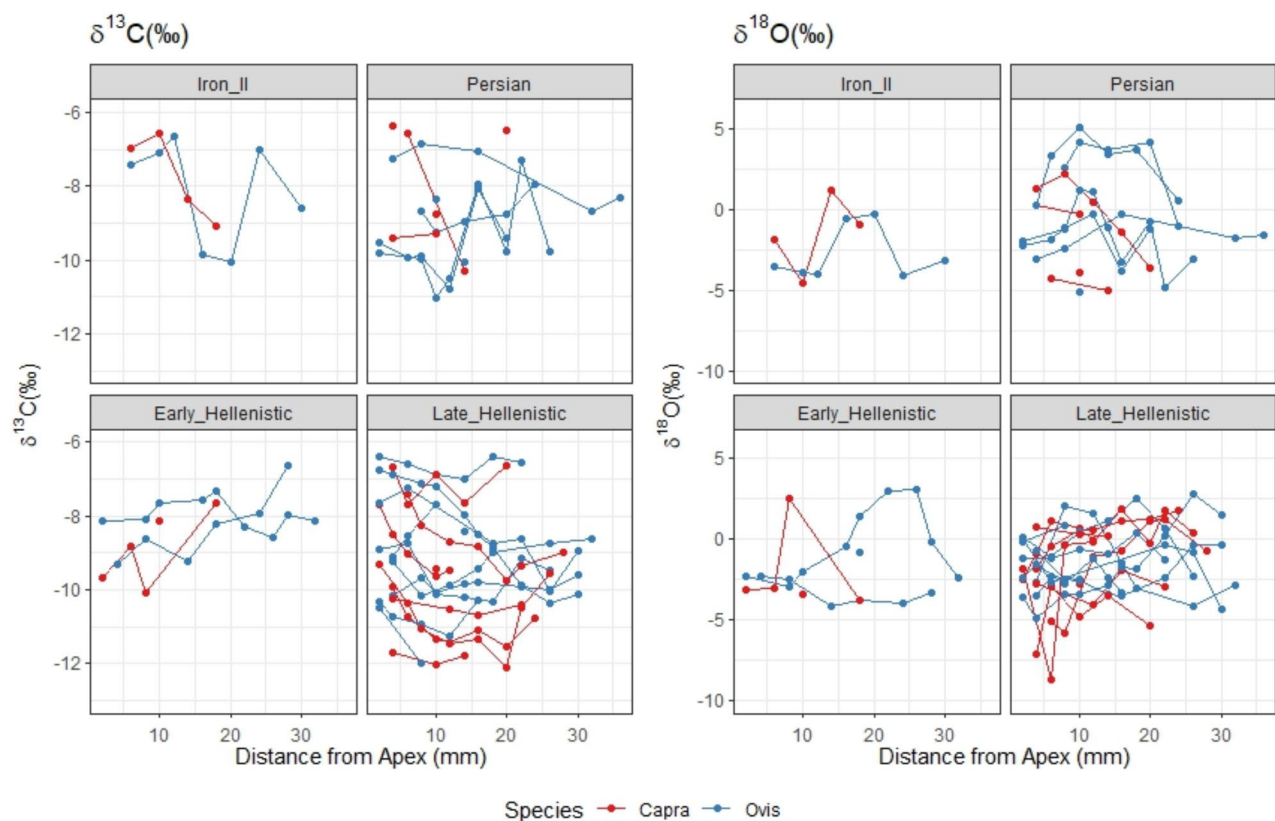 δ13C(‰)
Iron_II
Persian
-6
-8
-10
-12
Early_Hellenistic
Late_Hellenistic
-6
-8
-10
-12
10
20
30
10
20
30
δ13C(‰)
Distance from Apex (mm)
δ18O(‰)
Iron_II
Persian
5
0
-5
-10
Early_Hellenistic
Late_Hellenistic
5
0
-5
-10
10
20
30
10
20
30
δ18O(‰)
Distance from Apex (mm)
Species Capra Ovis